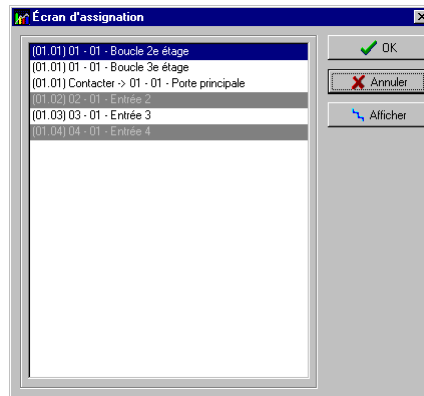 Écran d'assignation
(01.01) 01 - 01 - Boucle 2e étage
(01.01) 01 - 01 - Boucle 3e étage
(01.01) Contacter -> 01 - 01 - Porte principale
(01.02) 02 - 01 - Entrée 2
(01.03) 03 - 01 - Entrée 3
(01.04) 04 - 01 - Entrée 4
OK
Annuler
Afficher